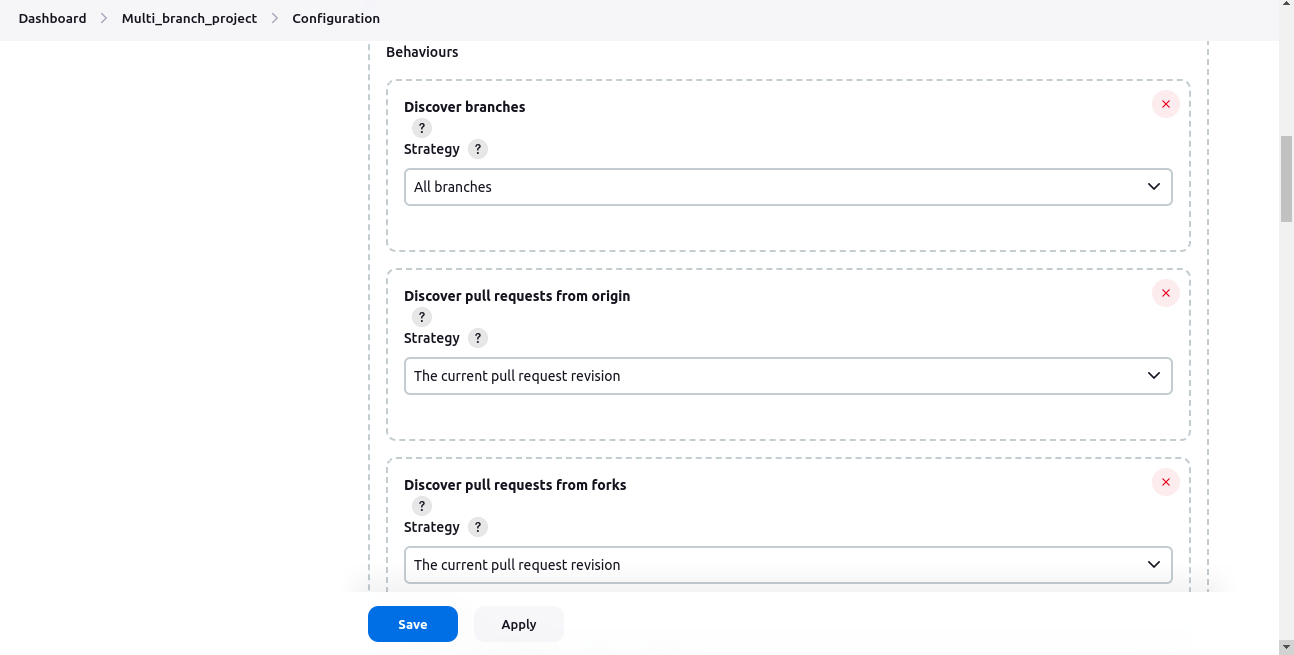 Dashboard > Multi_branch_project > Configuration
Behaviours
Discover branches
?
Strategy ?
All branches
Discover pull requests from origin
?
Strategy ?
The current pull request revision
Discover pull requests from forks
?
Strategy ?
The current pull request revision
Save Apply